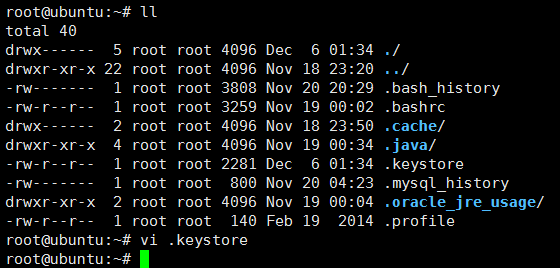 root@ubuntu:~# ll
total 40
drwx------  5 root root 4096 Dec  6 01:34 ./
drwxr-xr-x 22 root root 4096 Nov 18 23:20 ../
-rw-------  1 root root 3808 Nov 20 20:29 .bash_history
-rw-r--r--  1 root root 3259 Nov 19 00:02 .bashrc
drwx------  2 root root 4096 Nov 18 23:50 .cache/
drwxr-xr-x  4 root root 4096 Nov 19 00:34 .java/
-rw-r--r--  1 root root 2281 Dec  6 01:34 .keystore
-rw-------  1 root root  800 Nov 20 04:23 .mysql_history
drwxr-xr-x  2 root root 4096 Nov 19 00:04 .oracle_jre_usage/
-rw-r--r--  1 root root  140 Feb 19  2014 .profile
root@ubuntu:~# vi .keystore
root@ubuntu:~#